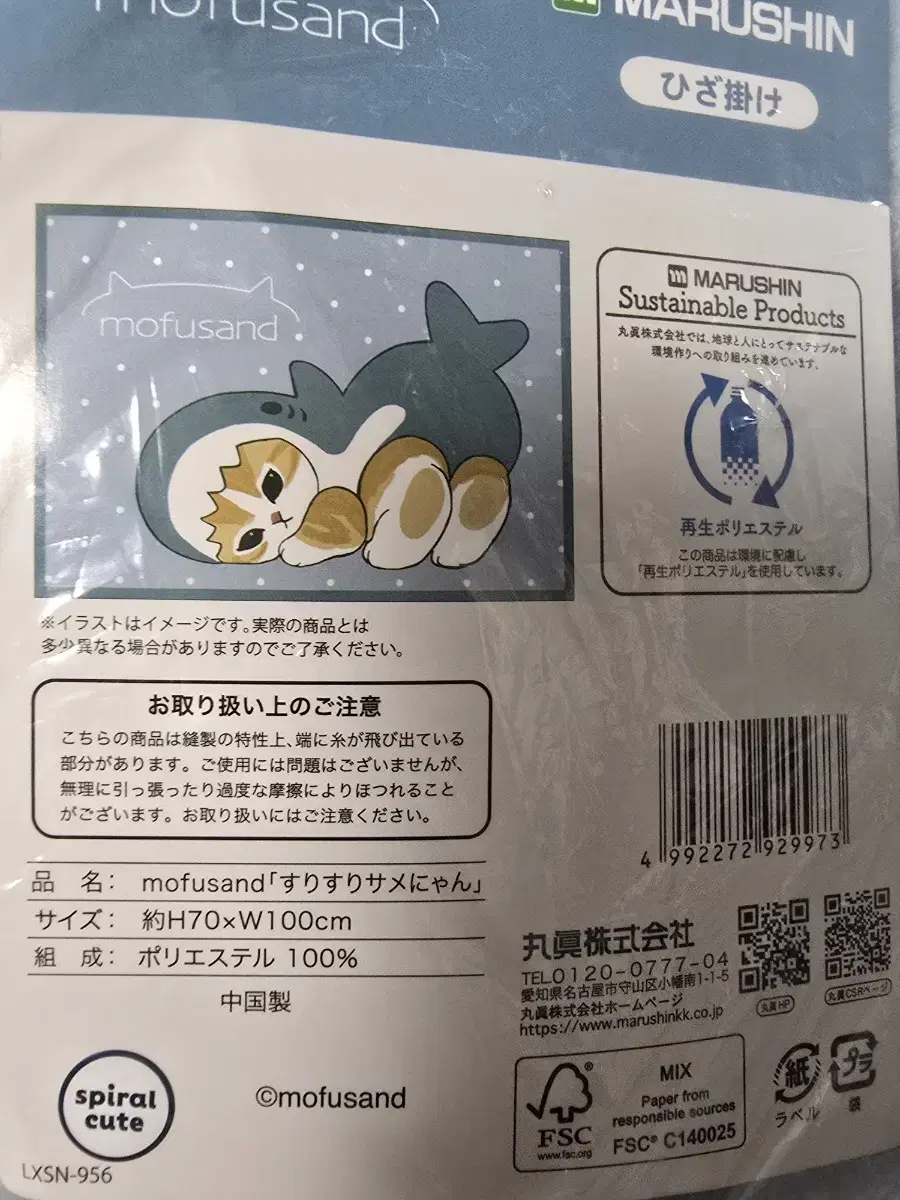 mofusand
MARUSHIN
ひざ掛け
mofusand
MARUSHIN
Sustainable Products
丸眞株式会社では、地球と人にとってサステナブルな
環境作りへの取り組みを進めています。
再生ポリエステル
この商品は環境に配慮し
「再生ポリエステル」を使用しています。
※イラストはイメージです。実際の商品とは
多少異なる場合がありますのでご了承ください。
お取り扱い上のご注意
こちらの商品は縫製の特性上、端に糸が飛び出ている
部分があります。ご使用には問題はございませんが、
無理に引っ張ったり過度な摩擦によりほつれること
がございます。お取り扱いにはご注意ください。
4 992272 929973
品 名： mofusand「すりすりサメにゃん」
サイズ： 約H70×W100cm
組 成： ポリエステル 100%
中国製
丸眞株式会社
TEL0120-0777-04
愛知県名古屋市守山区小幡南1-1-5
丸眞株式会社ホームページ
https://www.marushinkk.co.jp
丸眞HP
丸眞CSRページ
spiral
cute
©mofusand
LXSN-956
FSC®
www.fsc.org
MIX
Paper from
responsible sources
FSC® C140025
紙
ラベル
プラ
袋